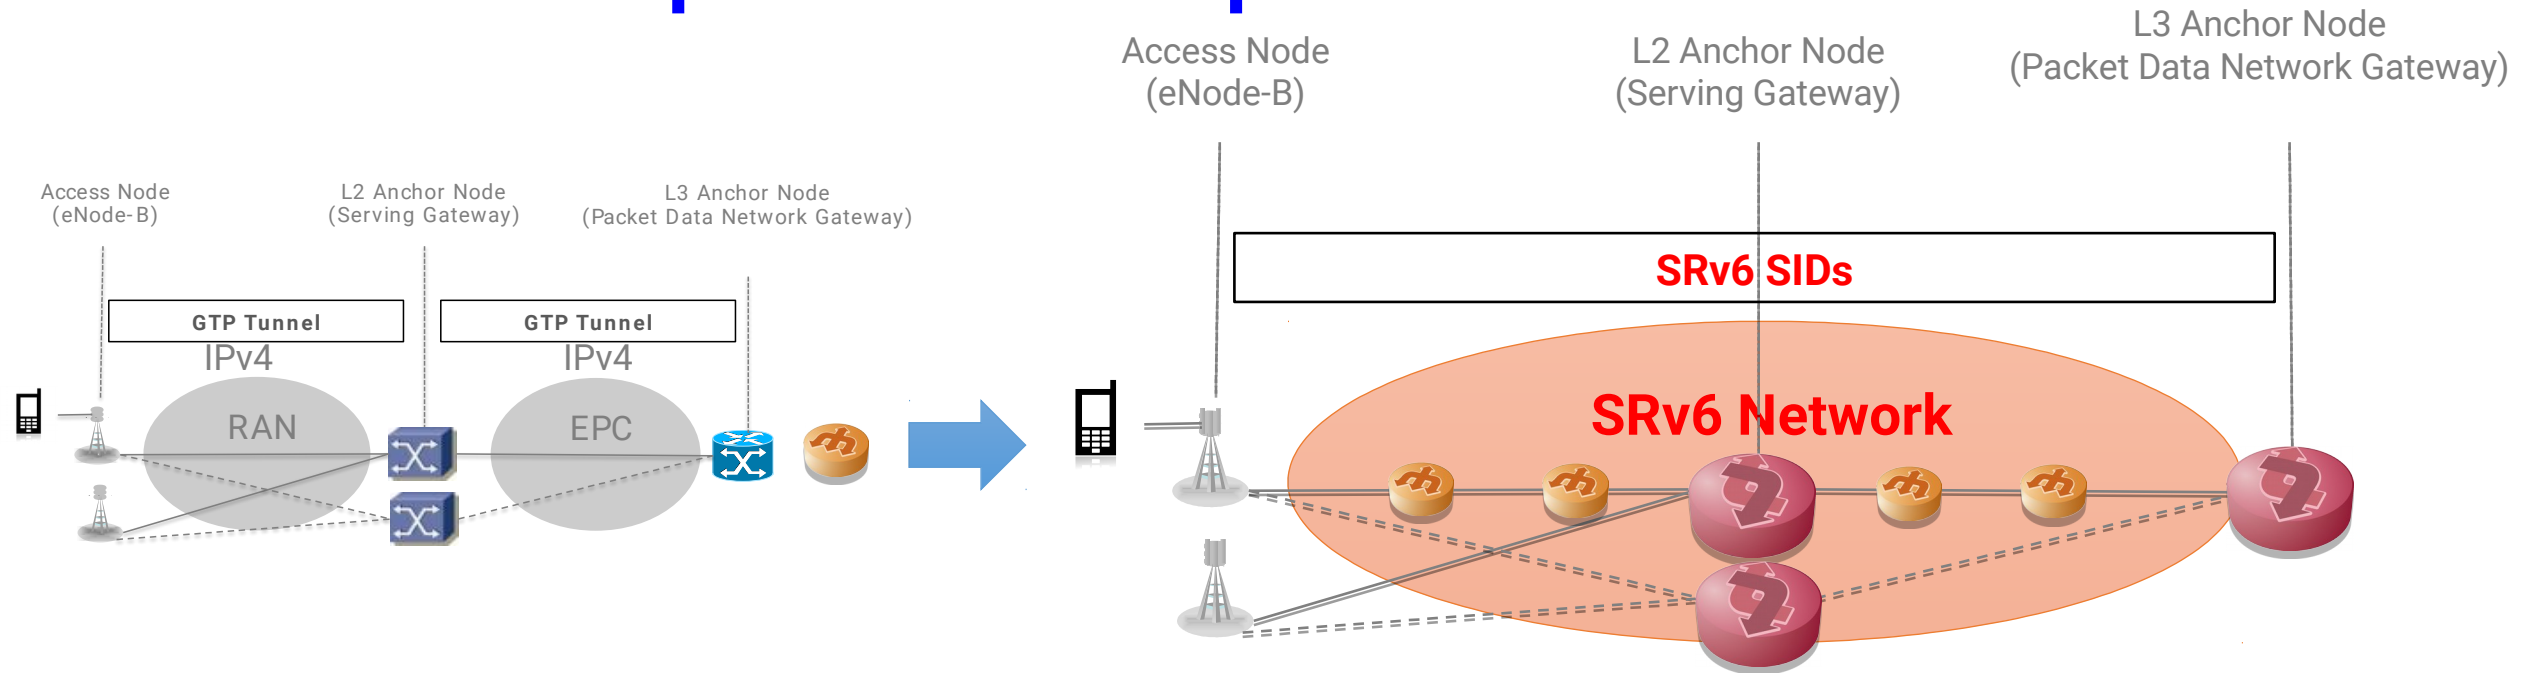 Access Node
(eNode-B)
L2 Anchor Node
(Serving Gateway)
L3 Anchor Node
(Packet Data Network Gateway)
GTP Tunnel
GTP Tunnel
IPv4
IPv4
RAN
EPC
Access Node
(eNode-B)
L2 Anchor Node
(Serving Gateway)
L3 Anchor Node
(Packet Data Network Gateway)
SRv6 SIDs
SRv6 Network